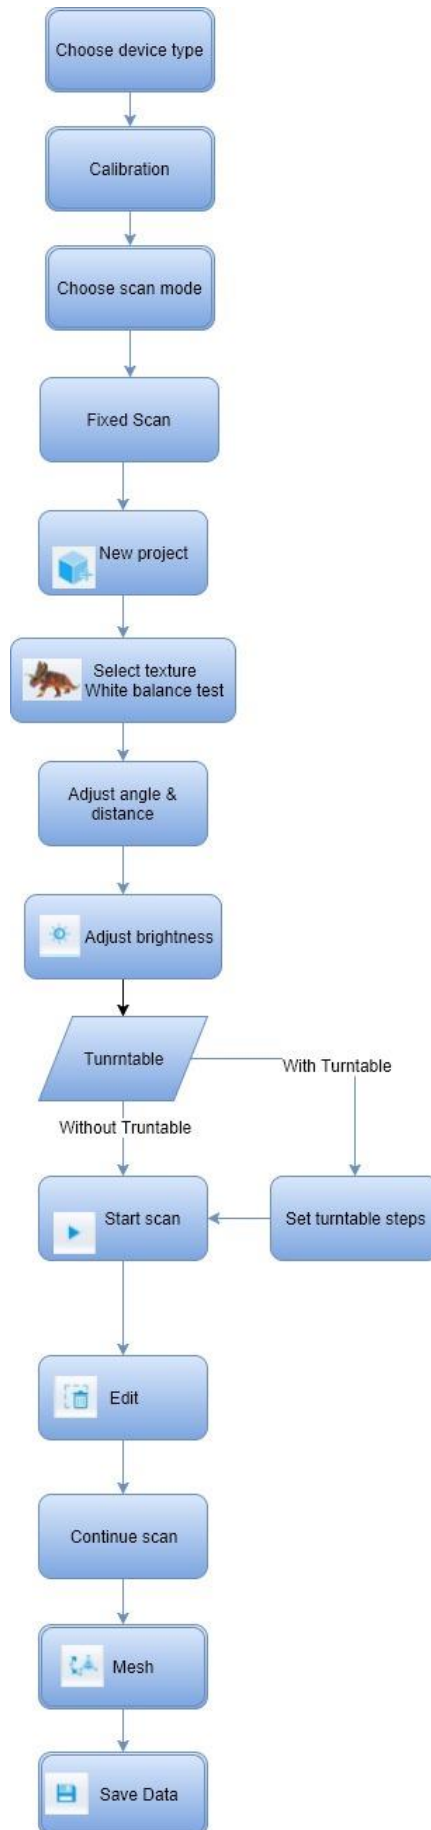 Choose device type
Calibration
Choose scan mode
Fixed Scan
New project
Select texture
White balance test
Adjust angle &
distance
Adjust brightness
Tunrntable
With Turntable
Without Truntable
Start scan
Set turntable steps
Edit
Continue scan
Mesh
Save Data